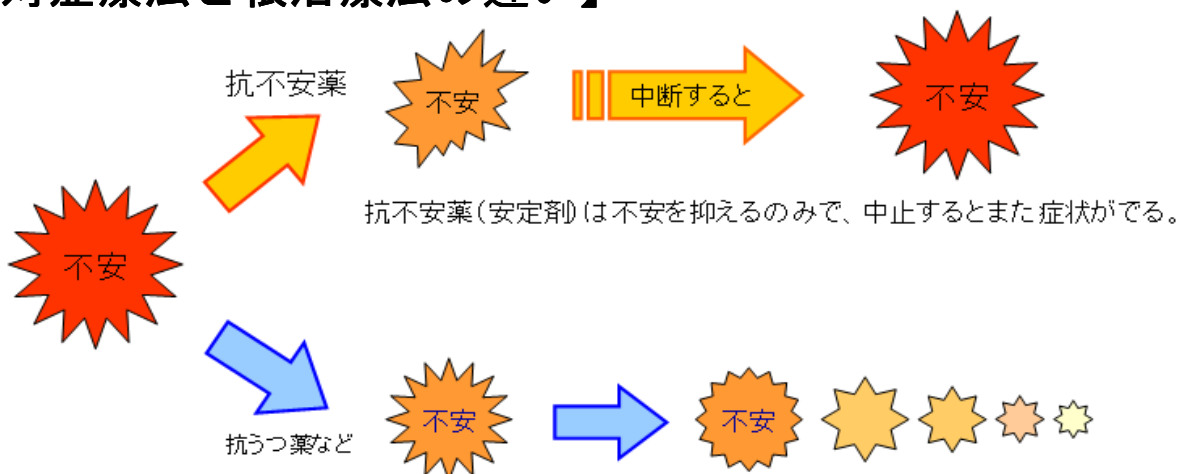 対症療法と根治療法の違い】
抗不安薬
不安
中断すると
不安
抗不安薬（安定剤）は不安を抑えるのみで、中止するとまた症状がでる。
不安
抗うつ薬など
不安
不安